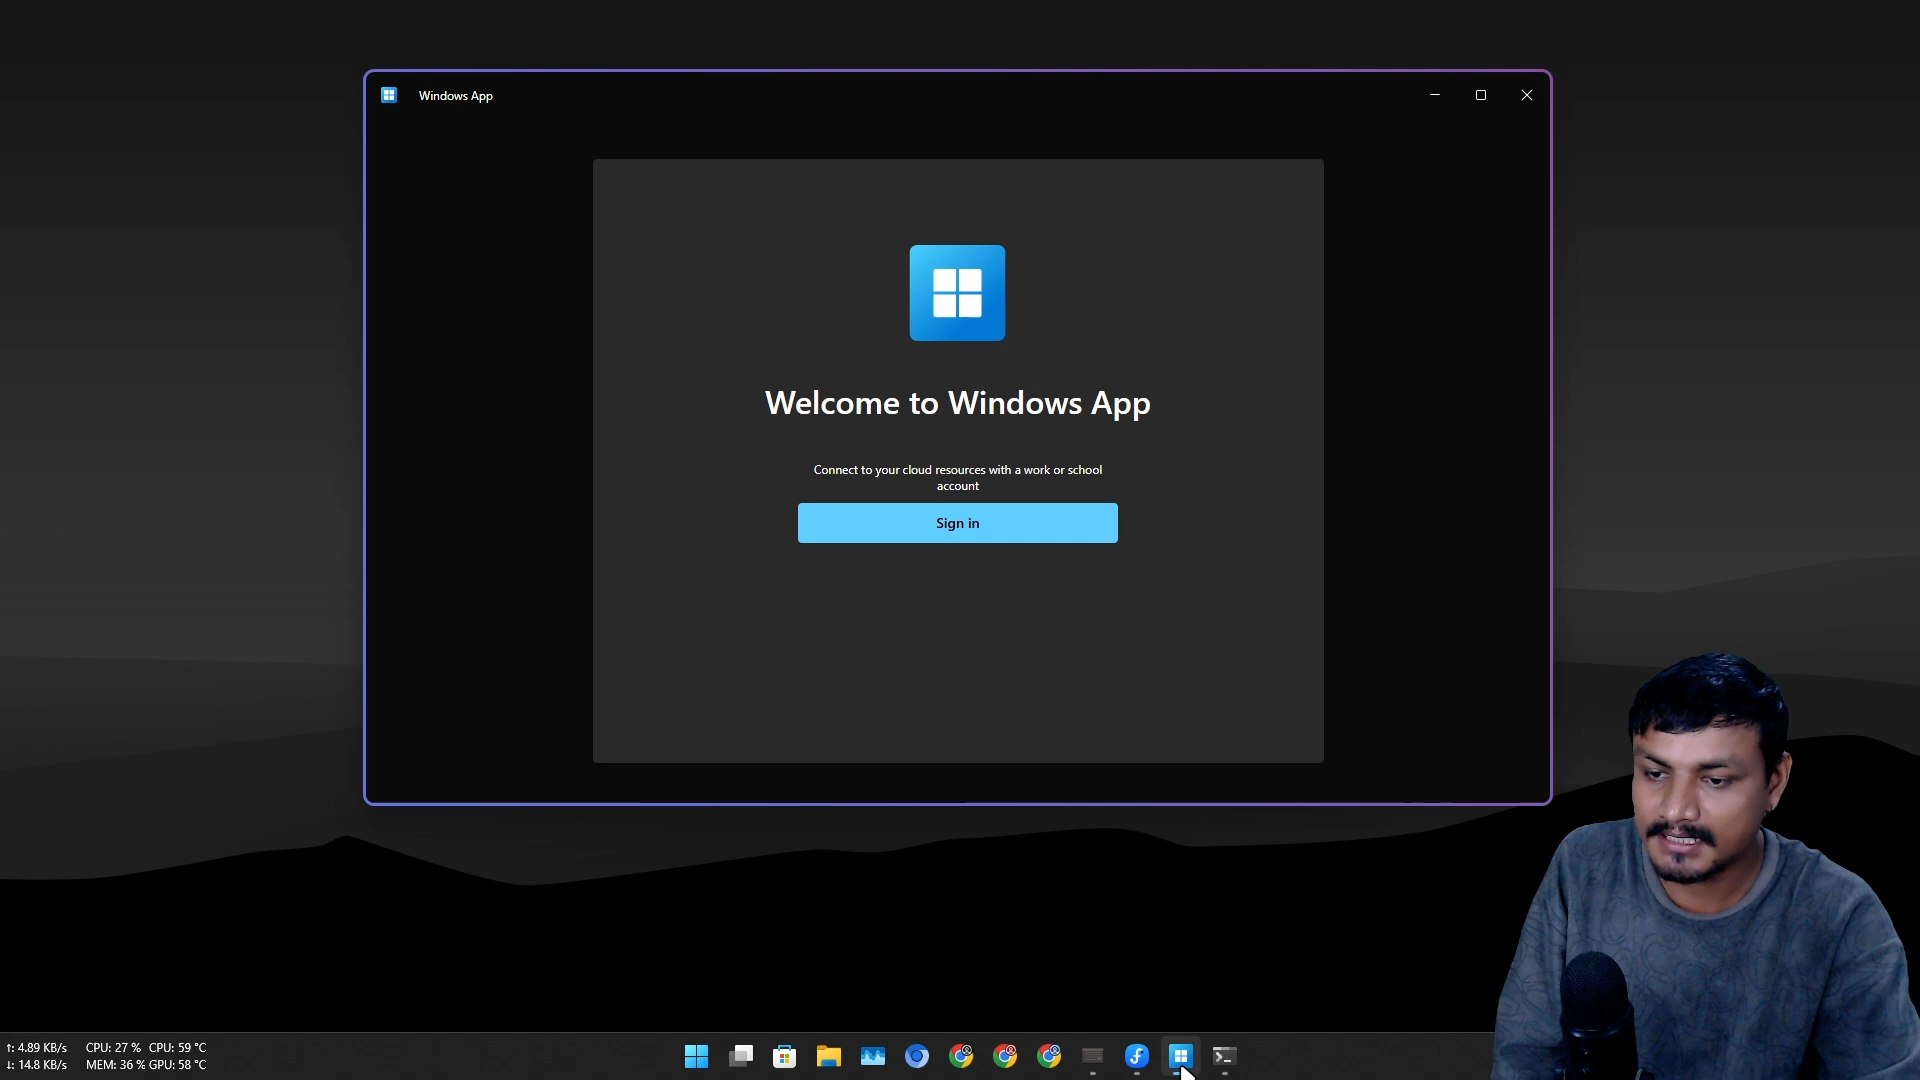 Windows App
Welcome to Windows App
Connect to your cloud resources with a work or school
account
Sign in
↑: 4.89 KB/s CPU: 27 % CPU: 59 °C
↓: 14.8 KB/s MEM: 36 % GPU: 58 °C